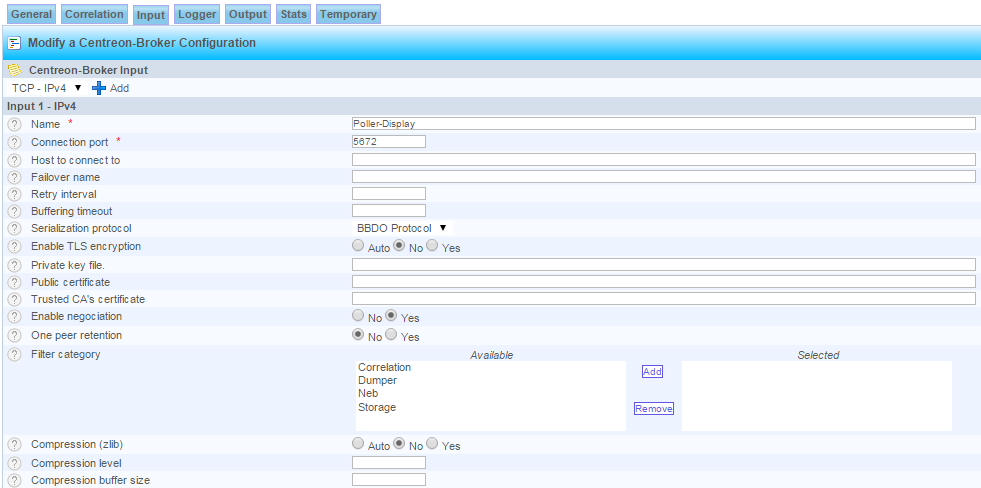 General Correlation Input Logger Output Stats Temporary
Modify a Centreon-Broker Configuration
Centreon-Broker Input
TCP - IPv4 ▼ Add
Input 1 - IPv4
? Name * Poller-Display
? Connection port * 5672
? Host to connect to
? Failover name
? Retry interval
? Buffering timeout
? Serialization protocol BBDO Protocol ▼
? Enable TLS encryption Auto No Yes
? Private key file.
? Public certificate
? Trusted CA's certificate
? Enable negociation No Yes
? One peer retention No Yes
? Filter category Available Selected
Correlation Add
Dumper
Neb
Storage Remove
? Compression (zlib) Auto No Yes
? Compression level
? Compression buffer size